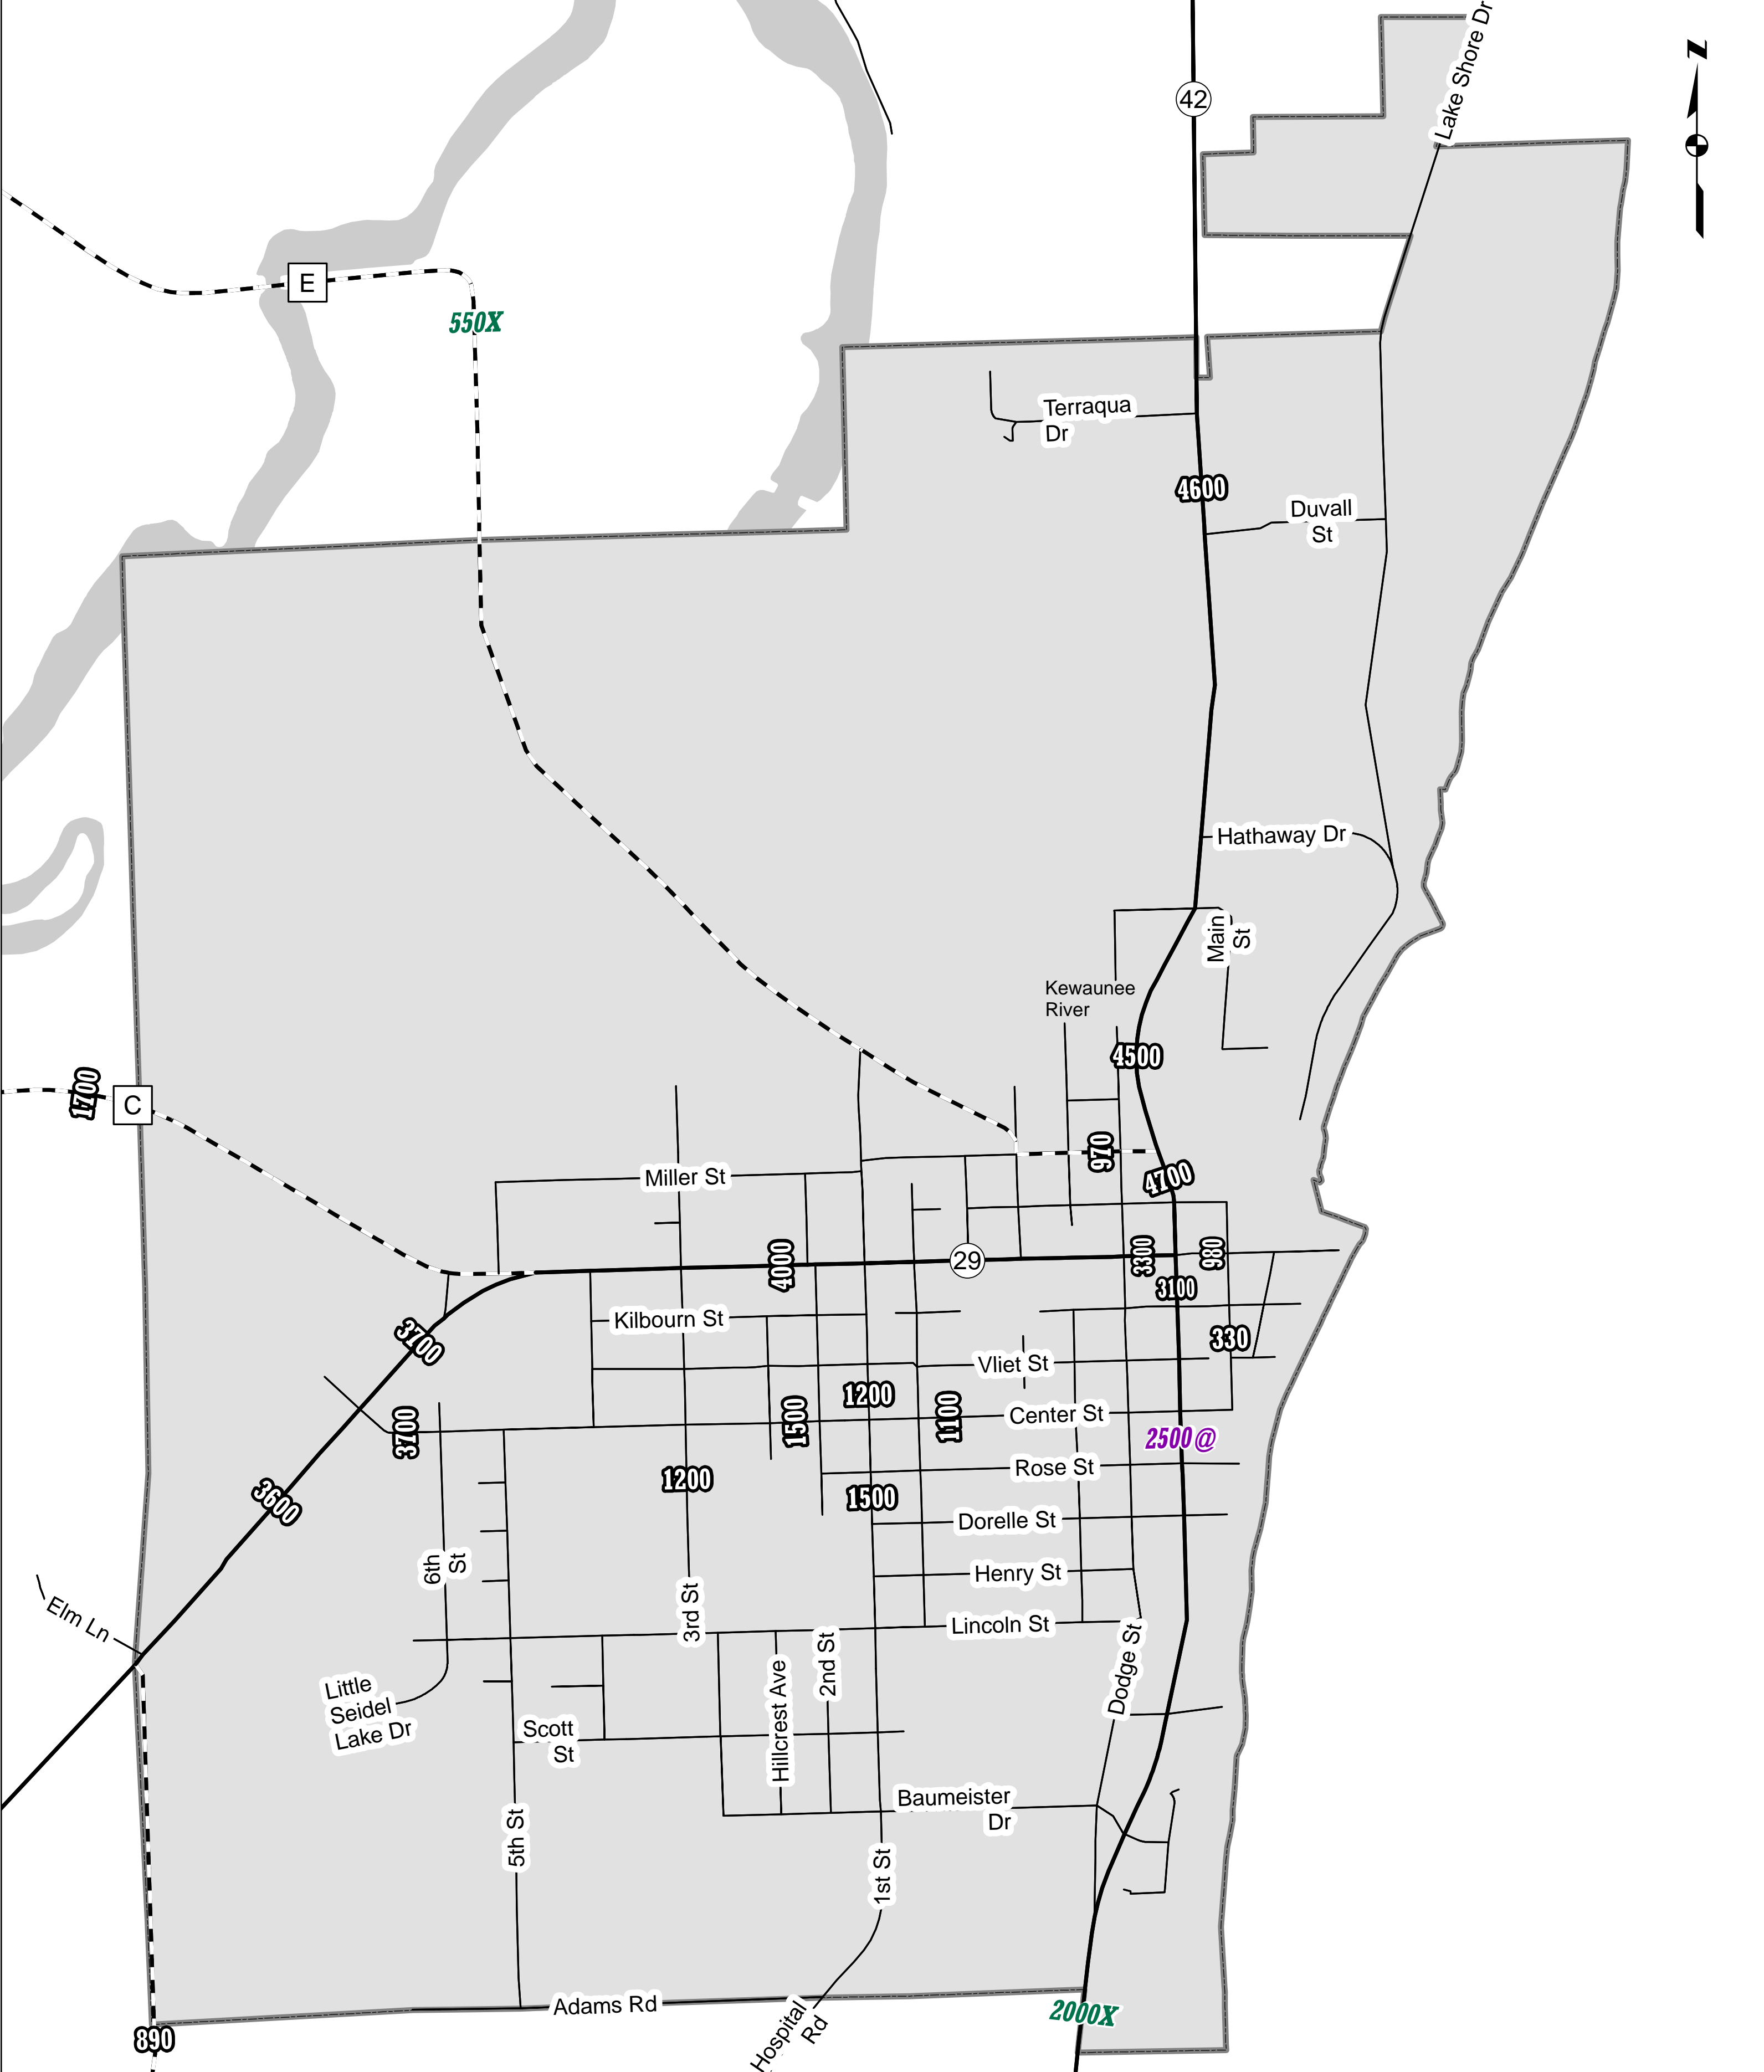 Lake Shore Dr
N
42
E
550X
Terraqua
Dr
4600
Duvall
St
Hathaway Dr
Main
St
Kewaunee
River
4500
1700
C
970
4700
Miller St
4000
29
3300
980
3100
Kilbourn St
3700
330
Vliet St
1200
1500
1100
Center St
3700
2500 @
Rose St
1200
1500
3600
Dorelle St
6th
St
Henry St
Elm Ln
3rd St
Lincoln St
2nd St
Dodge St
Hillcrest Ave
Little
Seidel
Lake Dr
Scott
St
Baumeister
Dr
5th St
1st St
Adams Rd
Hospital
Rd
2000X
890